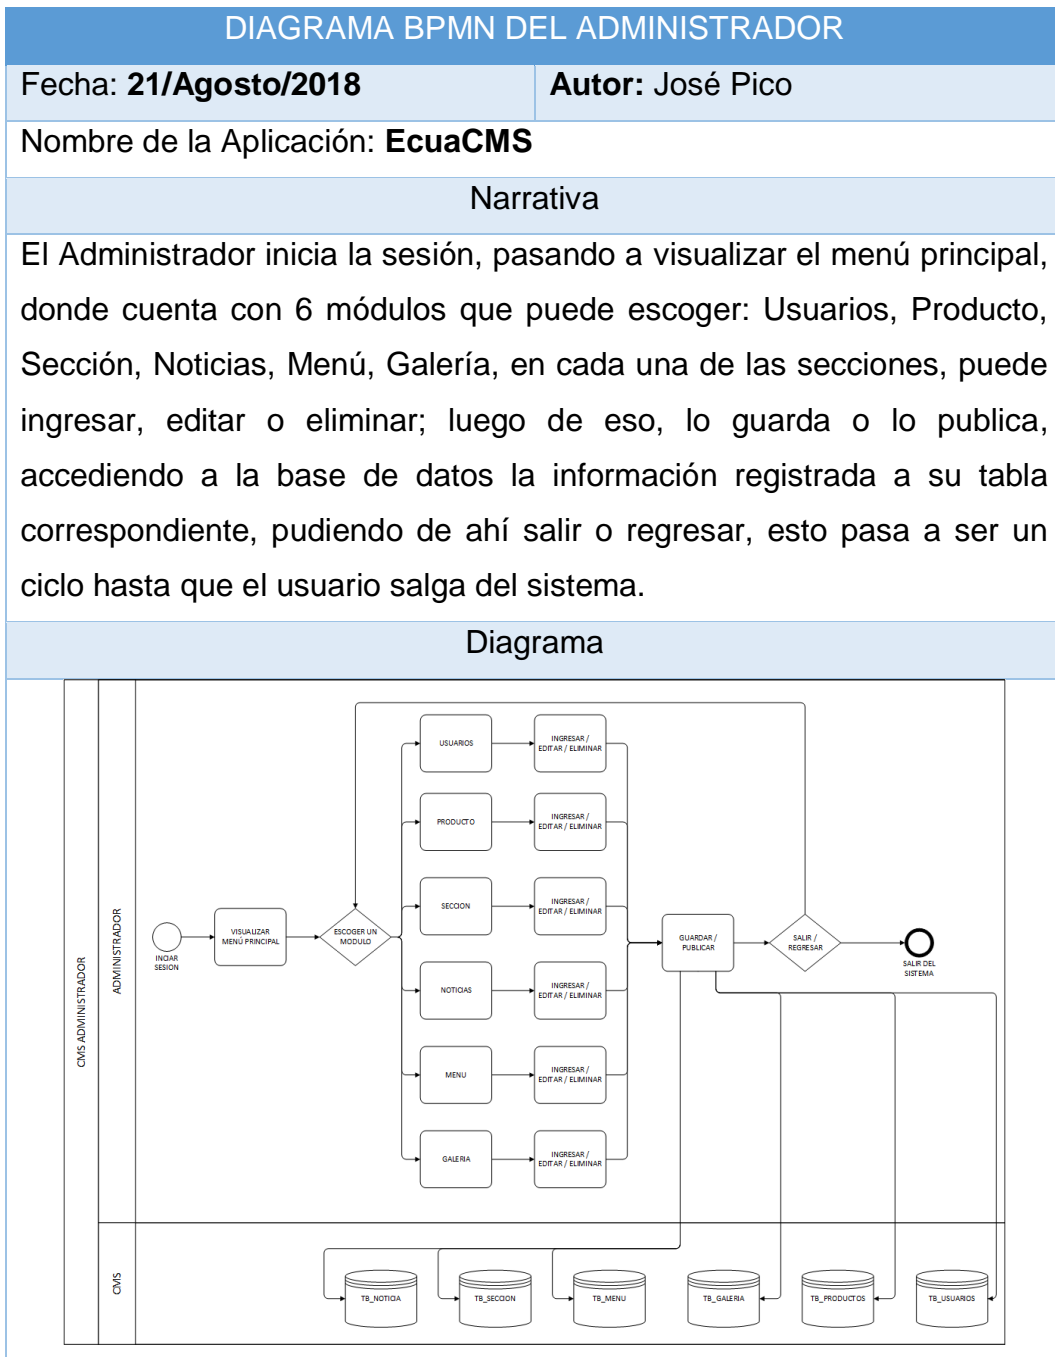 DIAGRAMA BPMN DEL ADMINISTRADOR
Fecha: 21/Agosto/2018
Autor: José Pico
Nombre de la Aplicación: EcuaCMS
Narrativa
El Administrador inicia la sesión, pasando a visualizar el menú principal,
donde cuenta con 6 módulos que puede escoger: Usuarios, Producto,
Sección, Noticias, Menú, Galería, en cada una de las secciones, puede
ingresar, editar o eliminar; luego de eso, lo guarda o lo publica,
accediendo a la base de datos la información registrada a su tabla
correspondiente, pudiendo de ahí salir o regresar, esto pasa a ser un
ciclo hasta que el usuario salga del sistema.
Diagrama
CMS ADMINISTRADOR
ADMINISTRADOR
INCIAR
SESION
VISUALIZAR
MENÚ PRINCIPAL
ESCOGER UN
MODULO
USUARIOS
INGRESAR /
EDITAR / ELIMINAR
PRODUCTO
INGRESAR /
EDITAR / ELIMINAR
SECCION
INGRESAR /
EDITAR / ELIMINAR
NOTICIAS
INGRESAR /
EDITAR / ELIMINAR
MENU
INGRESAR /
EDITAR / ELIMINAR
GALERIA
INGRESAR /
EDITAR / ELIMINAR
GUARDAR /
PUBLICAR
SALIR /
REGRESAR
SALIR DEL
SISTEMA
CMS
TB_NOTICIA
TB_SECCION
TB_MENU
TB_GALERIA
TB_PRODUCTOS
TB_USUARIOS